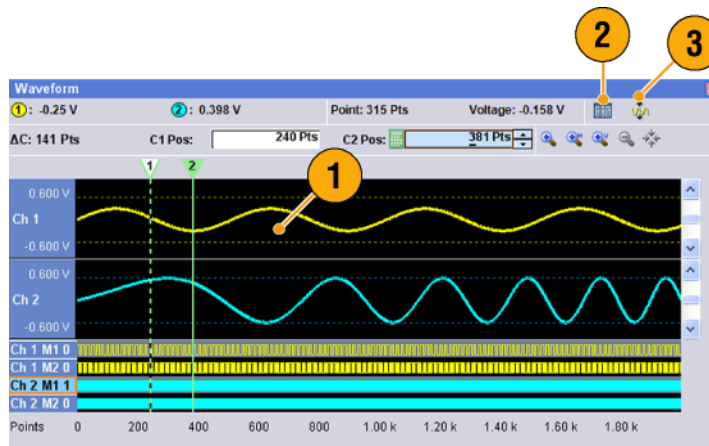 2
3
Waveform
1: -0.25 V 2: 0.398 V Point: 315 Pts Voltage: -0.158 V
ΔC: 141 Pts C1 Pos: 240 Pts C2 Pos: 381 Pts
1 2
1
0.600 V
Ch 1
-0.600 V
0.600 V
Ch 2
-0.600 V
Ch 1 M1 0
Ch 1 M2 0
Ch 2 M1 1
Ch 2 M2 0
Points 0 200 400 600 800 1.00 k 1.20 k 1.40 k 1.60 k 1.80 k